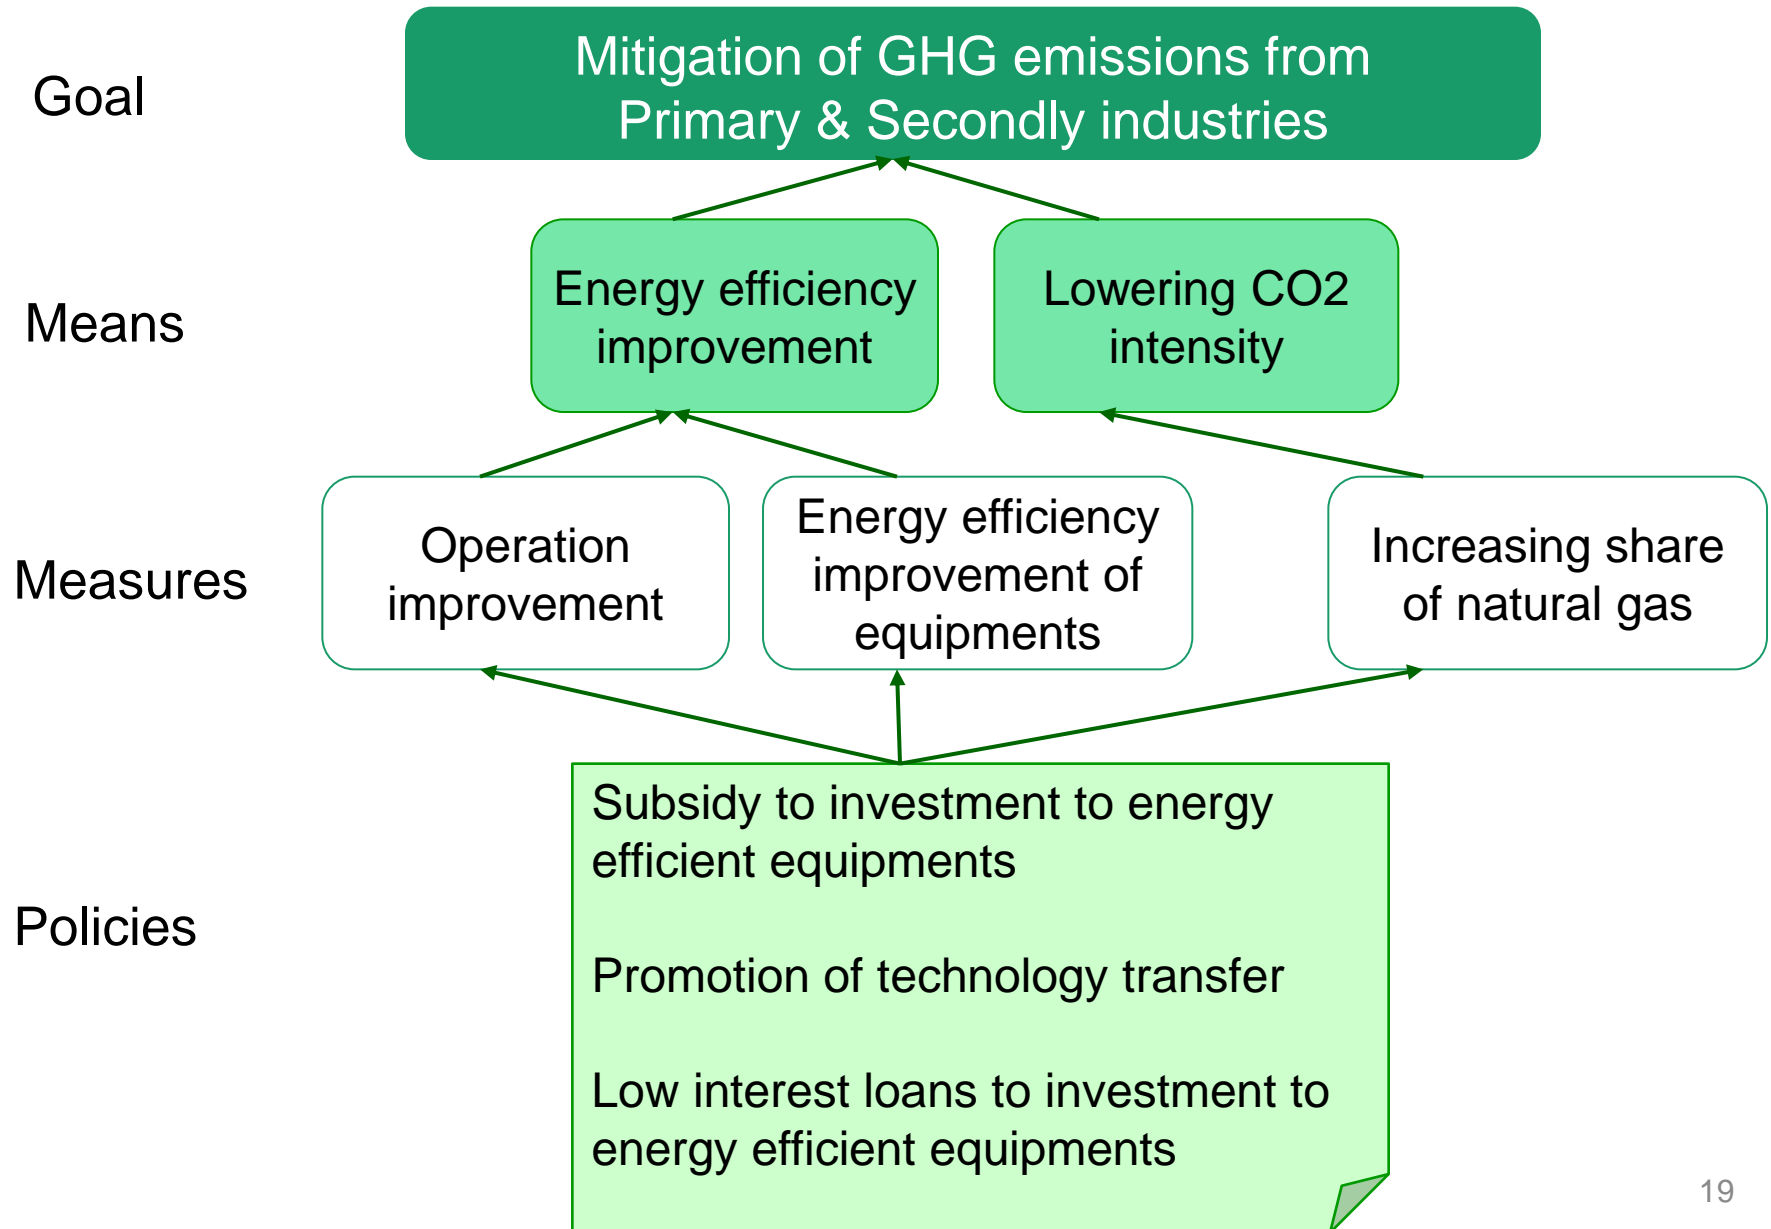 Goal
Mitigation of GHG emissions from
Primary & Secondly industries
Means
Energy efficiency
improvement
Lowering CO2
intensity
Measures
Operation
improvement
Energy efficiency
improvement of
equipments
Increasing share
of natural gas
Policies
Subsidy to investment to energy
efficient equipments
Promotion of technology transfer
Low interest loans to investment to
energy efficient equipments
19